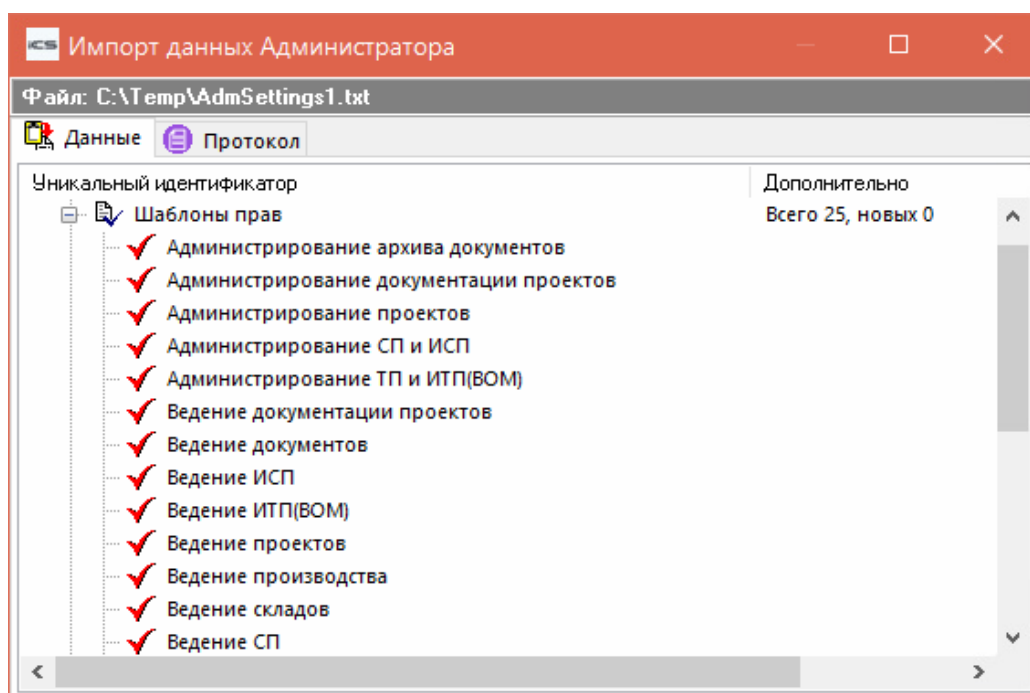 iCS Импорт данных Администратора
Файл: C:\Temp\AdmSettings1.txt
Данные Протокол
Уникальный идентификатор Дополнительно
Шаблоны прав Всего 25, новых 0
Администрирование архива документов
Администрирование документации проектов
Администрирование проектов
Администрирование СП и ИСП
Администрирование ТП и ИТП(BOM)
Ведение документации проектов
Ведение документов
Ведение ИСП
Ведение ИТП(BOM)
Ведение проектов
Ведение производства
Ведение складов
Ведение СП